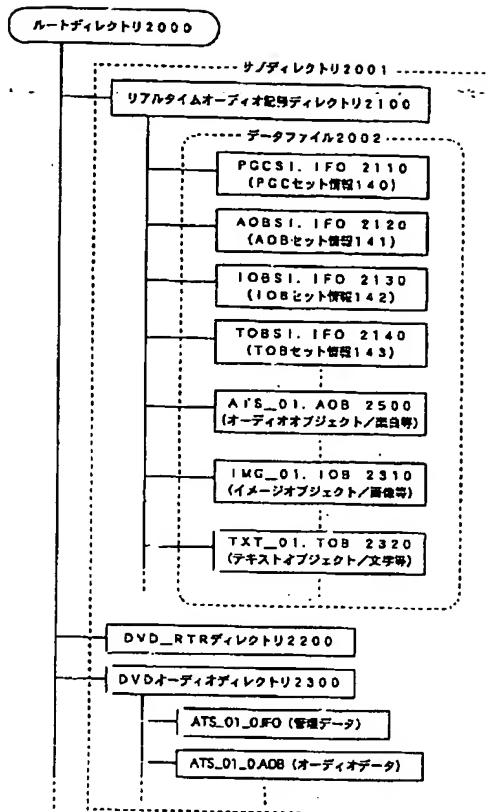 ルートディレクトリ2000
サブディレクトリ2001
リアルタイムオーディオ記録ディレクトリ2100
データファイル2002
PGCSI. IFO 2110
(PGCセット情報140)
AOBSI. IFO 2120
(AOBセット情報141)
IOBSI. IFO 2130
(IOBセット情報142)
TOBSI. IFO 2140
(TOBセット情報143)
ATS_01. AOB 2500
(オーディオオブジェクト/楽曲等)
IMG_01. IOB 2310
(イメージオブジェクト/画像等)
TXT_01. TOB 2320
(テキストオブジェクト/文字等)
DVD_RTRディレクトリ2200
DVDオーディオディレクトリ2300
ATS_01_0.IFO (管理データ)
ATS_01_0.AOB (オーディオデータ)